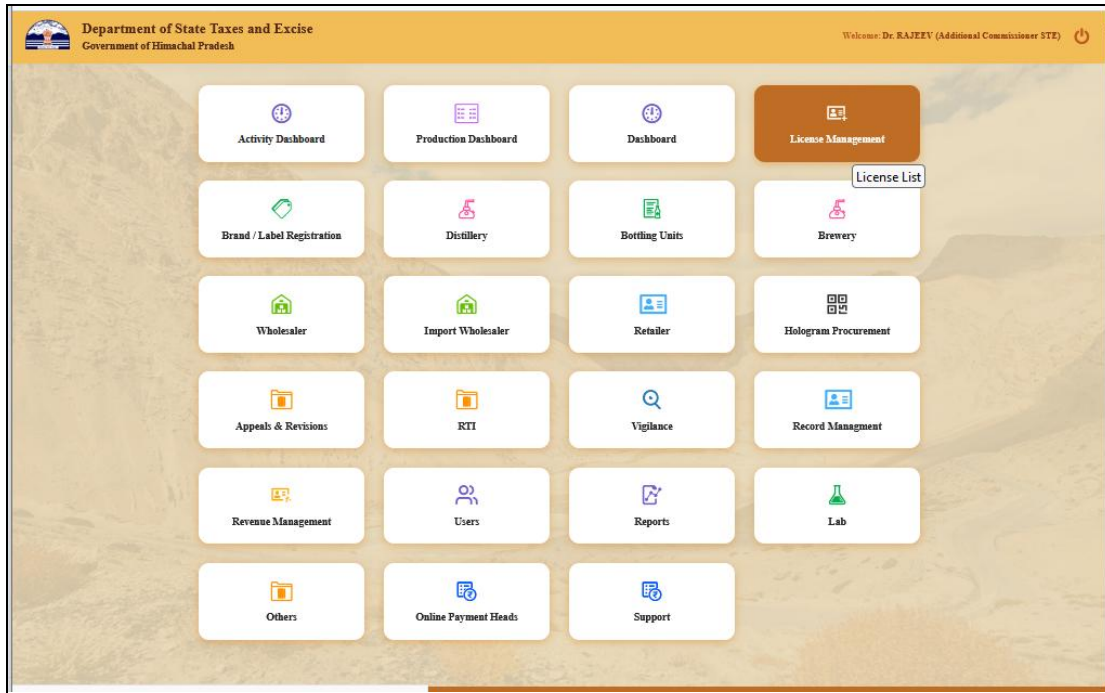 Department of State Taxes and Excise
Government of Himachal Pradesh
Welcome: Dr. RAJEEV (Additional Commissioner STE)
Activity Dashboard
Production Dashboard
Dashboard
License Management
License List
Brand / Label Registration
Distillery
Bottling Units
Brewery
Wholesaler
Import Wholesaler
Retailer
Hologram Procurement
Appeals & Revisions
RTI
Vigilance
Record Managment
Revenue Management
Users
Reports
Lab
Others
Online Payment Heads
Support